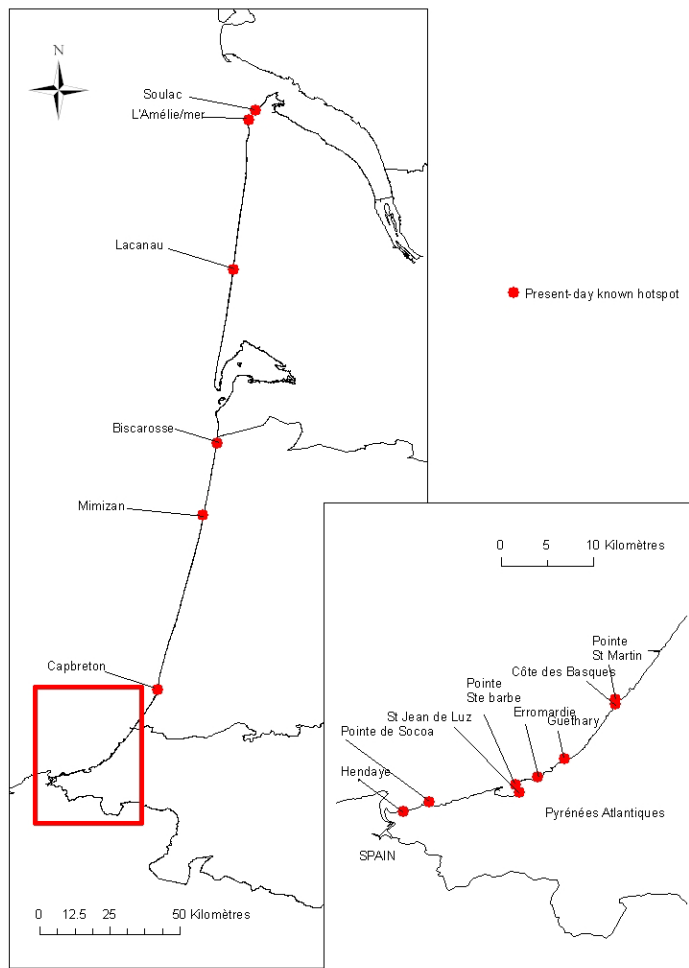 N
Soulac
L'Amélie/mer
Lacanau
Present-day known hotspot
Biscarosse
Mimizan
Capbreton
0 12.5 25 50 Kilomètres
0 5 10 Kilomètres
Pointe
St Martin
Côte des Basques
Pointe
Ste barbe
Erromardie
St Jean de Luz
Guethary
Pointe de Socoa
Hendaye
Pyrénées Atlantiques
SPAIN